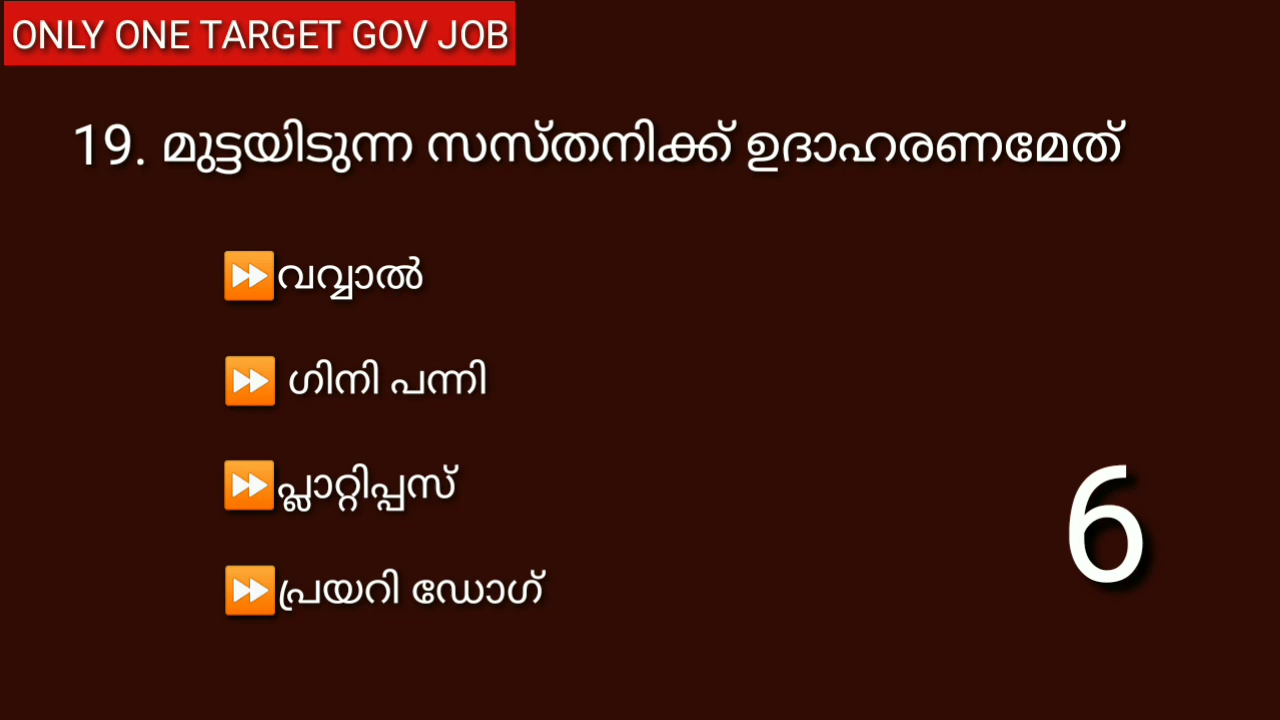 ONLY ONE TARGET GOV JOB
19. മുട്ടയിടുന്ന സസ്തനിക്ക് ഉദാഹരണമേത്
⏩വവ്വാൽ
⏩ ഗിനി പന്നി
⏩പ്ലാറ്റിപ്പസ്
⏩പ്രയറി ഡോഗ്
6